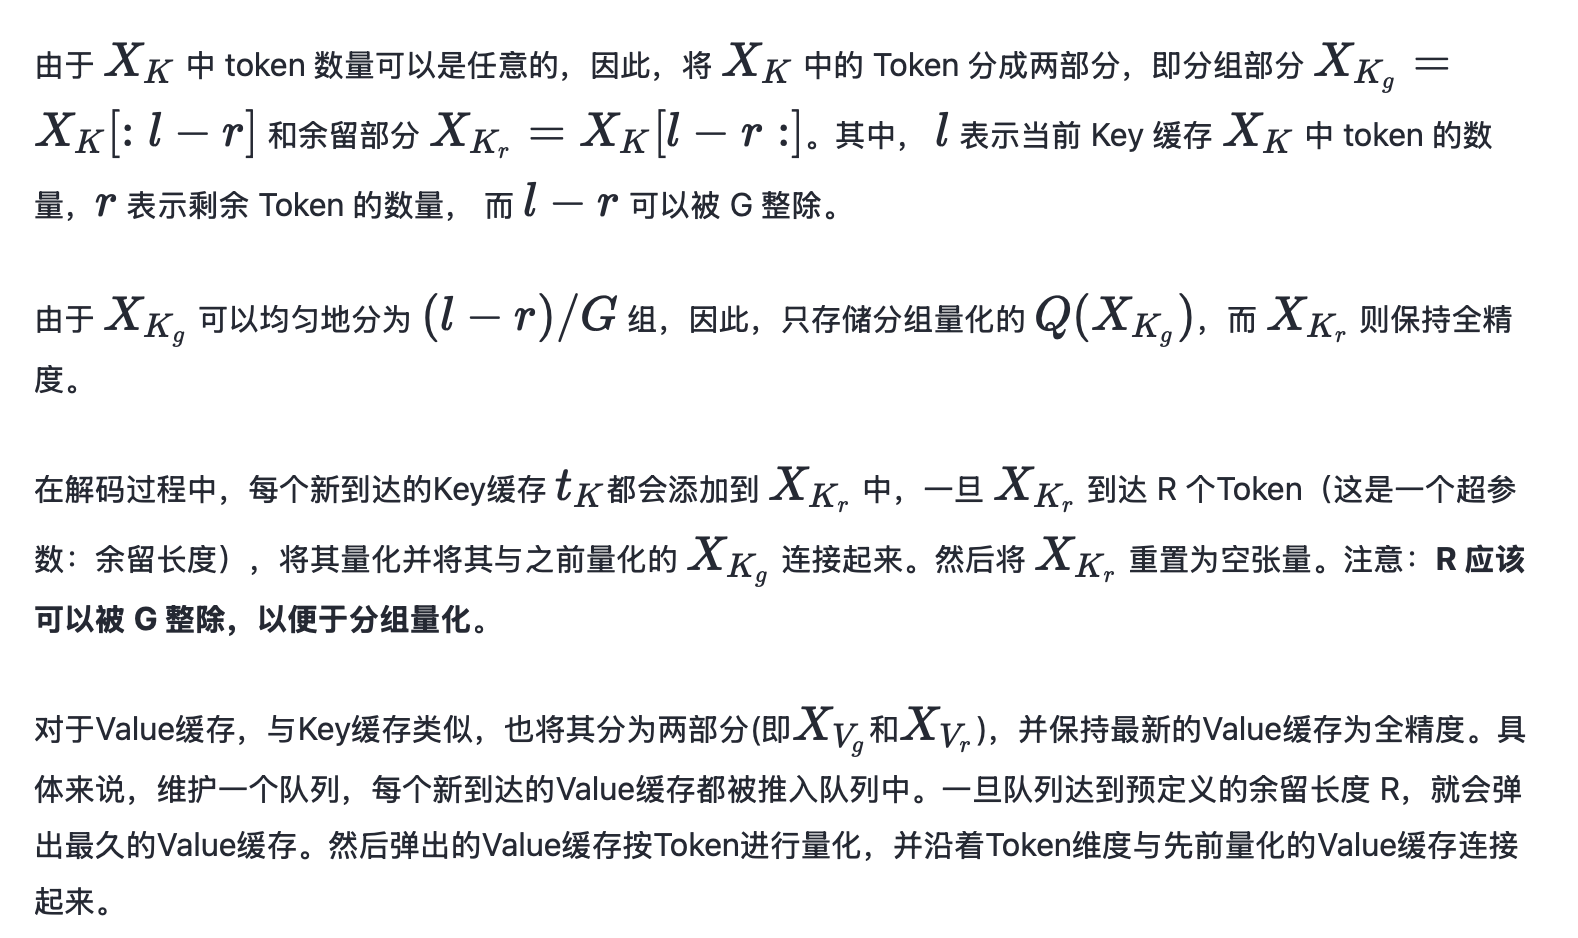 由于 X_K 中 token 数量可以是任意的，因此，将 X_K 中的 Token 分成两部分，即分组部分 X_{K_g} =
X_K[: l − r] 和余留部分 X_{K_r} = X_K[l − r :]。其中， l 表示当前 Key 缓存 X_K 中 token 的数
量，r 表示剩余 Token 的数量， 而 l − r 可以被 G 整除。
由于 X_{K_g} 可以均匀地分为 (l − r)/G 组，因此，只存储分组量化的 Q(X_{K_g})，而 X_{K_r} 则保持全精
度。
在解码过程中，每个新到达的Key缓存 t_K 都会添加到 X_{K_r} 中，一旦 X_{K_r} 到达 R 个Token（这是一个超参
数：余留长度），将其量化并将其与之前量化的 X_{K_g} 连接起来。然后将 X_{K_r} 重置为空张量。注意：R 应该
可以被 G 整除，以便于分组量化。
对于Value缓存，与Key缓存类似，也将其分为两部分(即X_{V_g}和X_{V_r})，并保持最新的Value缓存为全精度。具
体来说，维护一个队列，每个新到达的Value缓存都被推入队列中。一旦队列达到预定义的余留长度 R，就会弹
出最久的Value缓存。然后弹出的Value缓存按Token进行量化，并沿着Token维度与先前量化的Value缓存连接
起来。